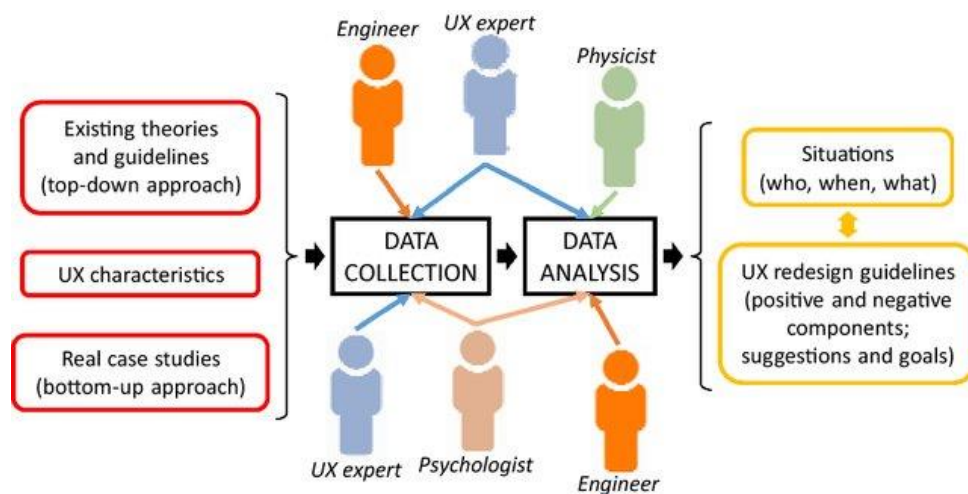 Engineer
UX expert
Physicist
Existing theories
and guidelines
(top-down approach)
UX characteristics
Real case studies
(bottom-up approach)
DATA
COLLECTION
DATA
ANALYSIS
Situations
(who, when, what)
UX redesign guidelines
(positive and negative
components;
suggestions and goals)
UX expert
Psychologist
Engineer